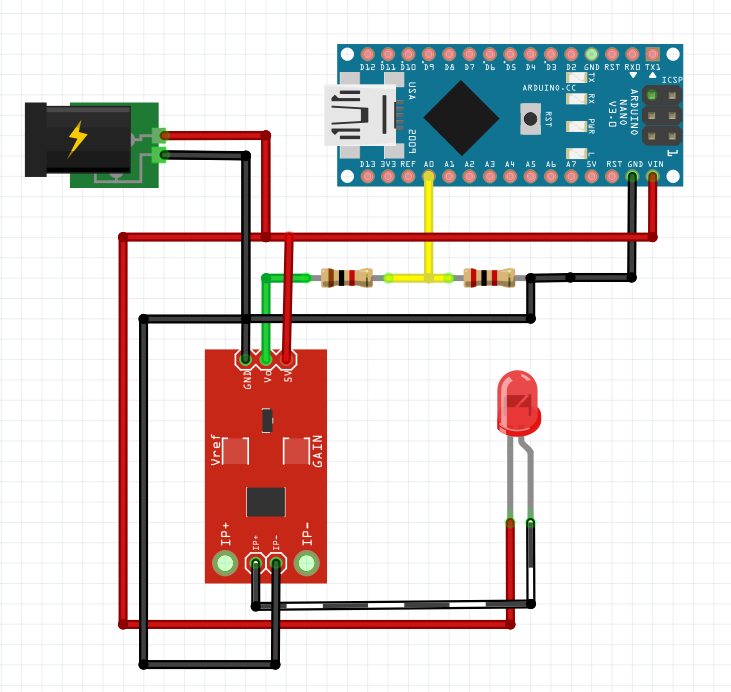 D12 D11 D10 D9 D8 D7 D6 D5 D4 D3 D2 GND RST RX0 TX1
TX
RX
PWR
L
ARDUINO.CC
RST
ICSP
1
USA
2005
ARDUINO
NANO
V3.0
D13 3V3 REF A0 A1 A2 A3 A4 A5 A6 A7 5V RST GND VIN
GND
Vo
5V
Vref
GAIN
IP+
IP+
IP-
IP-